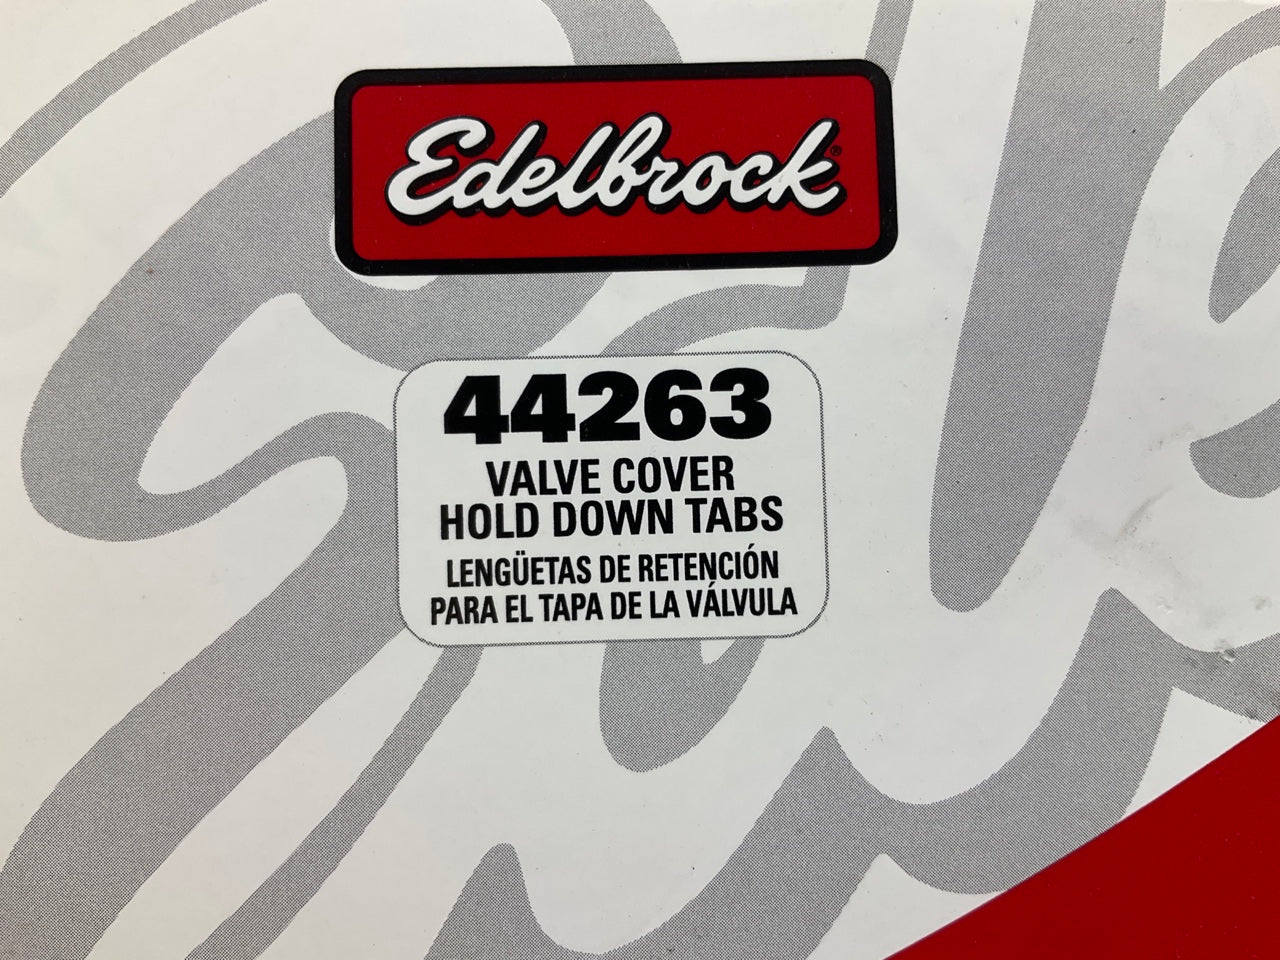 Edelbrock®
44263
VALVE COVER
HOLD DOWN TABS
LENGÜETAS DE RETENCIÓN
PARA EL TAPA DE LA VÁLVULA